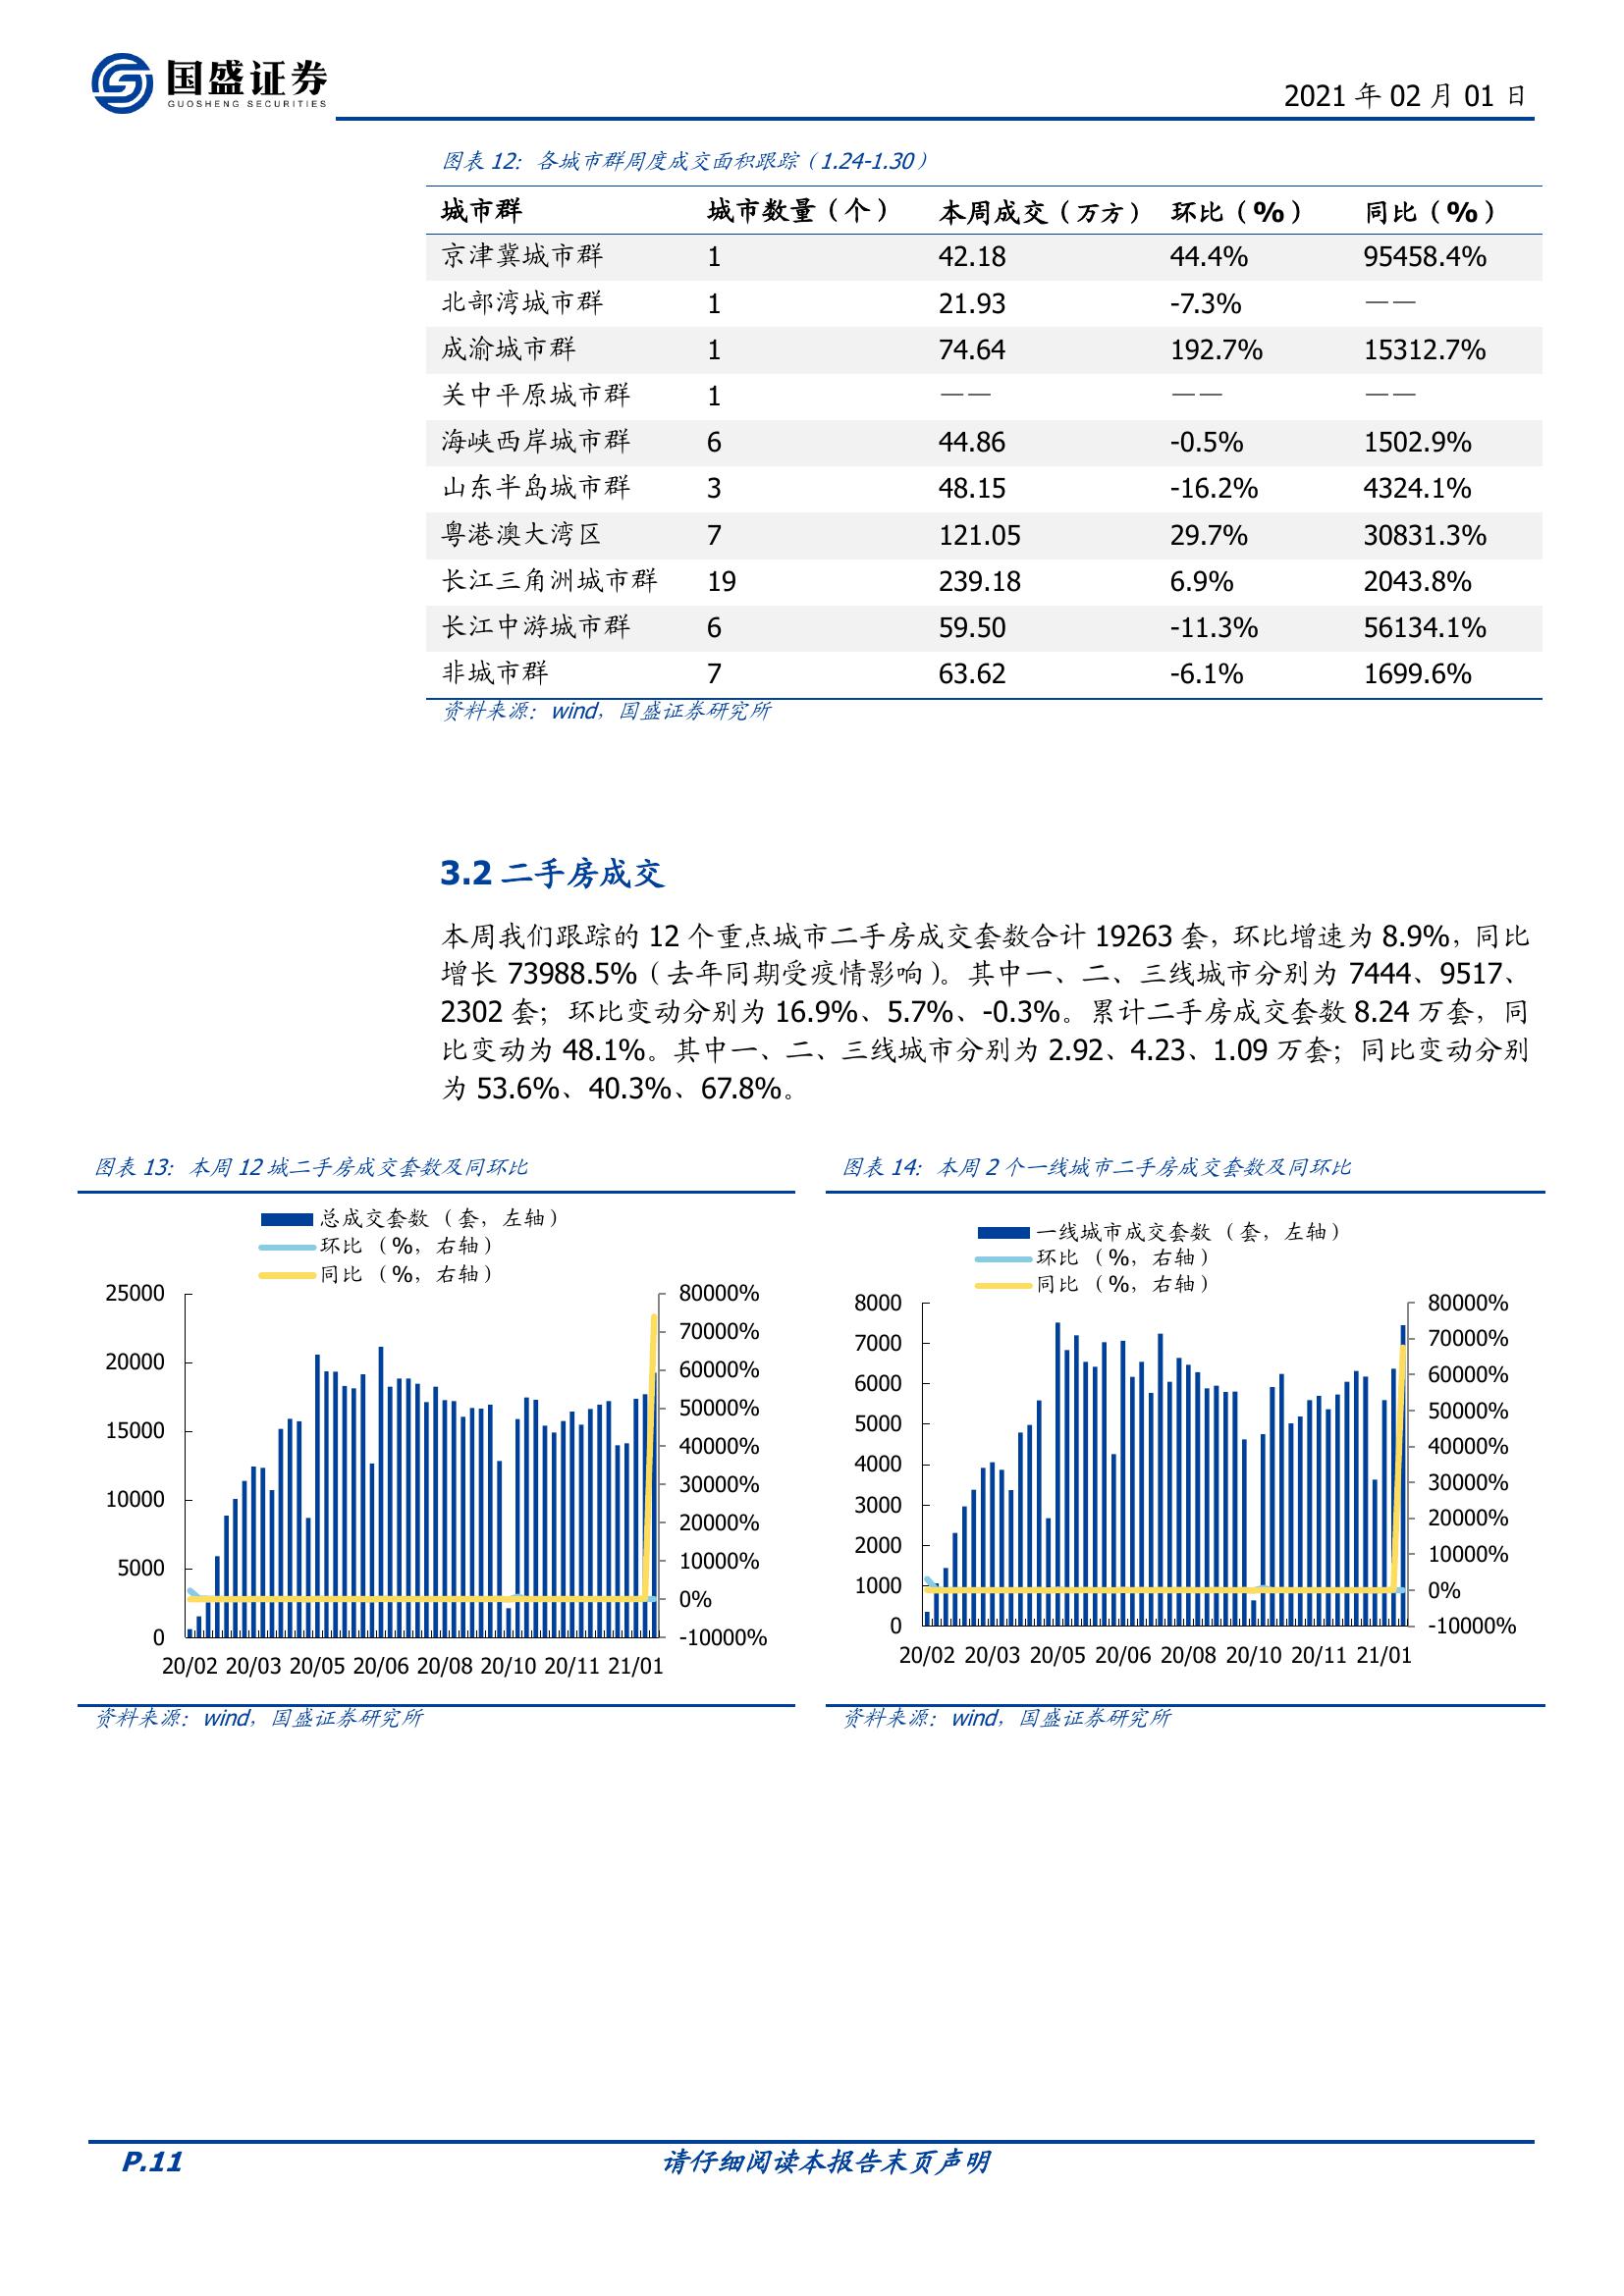 国盛证券
GUOSHENG SECURITIES
2021 年 02 月 01 日
图表 12：各城市群周度成交面积跟踪（1.24-1.30）
城市群 城市数量（个） 本周成交（万方） 环比（%） 同比（%）
京津冀城市群 1 42.18 44.4% 95458.4%
北部湾城市群 1 21.93 -7.3% ——
成渝城市群 1 74.64 192.7% 15312.7%
关中平原城市群 1 —— —— ——
海峡西岸城市群 6 44.86 -0.5% 1502.9%
山东半岛城市群 3 48.15 -16.2% 4324.1%
粤港澳大湾区 7 121.05 29.7% 30831.3%
长江三角洲城市群 19 239.18 6.9% 2043.8%
长江中游城市群 6 59.50 -11.3% 56134.1%
非城市群 7 63.62 -6.1% 1699.6%
资料来源：wind，国盛证券研究所
3.2 二手房成交
本周我们跟踪的 12 个重点城市二手房成交套数合计 19263 套，环比增速为 8.9%，同比
增长 73988.5%（去年同期受疫情影响）。其中一、二、三线城市分别为 7444、9517、
2302 套；环比变动分别为 16.9%、5.7%、-0.3%。累计二手房成交套数 8.24 万套，同
比变动为 48.1%。其中一、二、三线城市分别为 2.92、4.23、1.09 万套；同比变动分别
为 53.6%、40.3%、67.8%。
图表 13：本周 12 城二手房成交套数及同环比
总成交套数（套，左轴）
环比（%，右轴）
同比（%，右轴）
25000
20000
15000
10000
5000
0
80000%
70000%
60000%
50000%
40000%
30000%
20000%
10000%
0%
-10000%
20/02 20/03 20/05 20/06 20/08 20/10 20/11 21/01
资料来源：wind，国盛证券研究所
图表 14：本周 2 个一线城市二手房成交套数及同环比
一线城市成交套数（套，左轴）
环比（%，右轴）
同比（%，右轴）
8000
7000
6000
5000
4000
3000
2000
1000
0
80000%
70000%
60000%
50000%
40000%
30000%
20000%
10000%
0%
-10000%
20/02 20/03 20/05 20/06 20/08 20/10 20/11 21/01
资料来源：wind，国盛证券研究所
P.11
请仔细阅读本报告末页声明